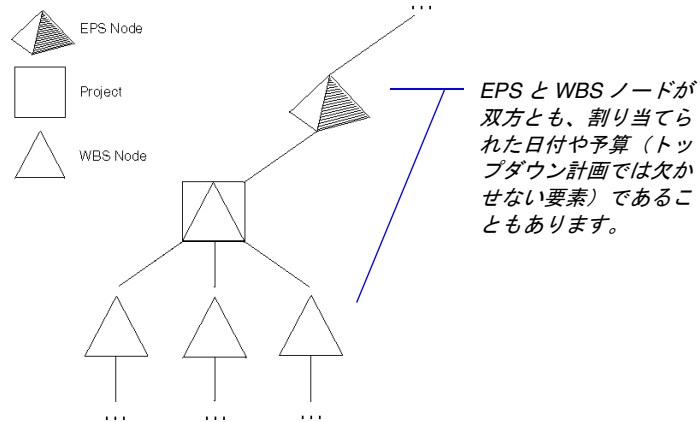 ...
EPS Node
Project
WBS Node
EPS と WBS ノードが
双方とも、割り当てら
れた日付や予算（トッ
プダウン計画では欠か
せない要素）であるこ
ともあります。
... ... ...